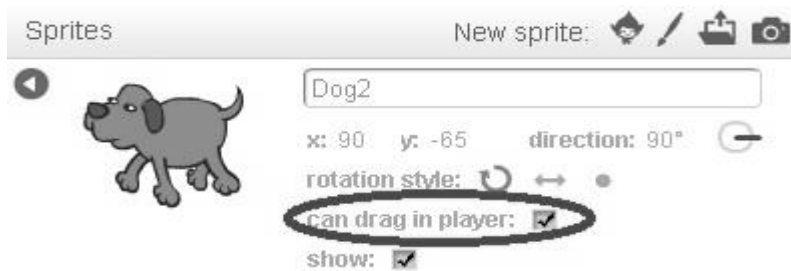 Sprites New sprite:
Dog2
x: 90 y: -65 direction: 90°
rotation style:
can drag in player:
show: